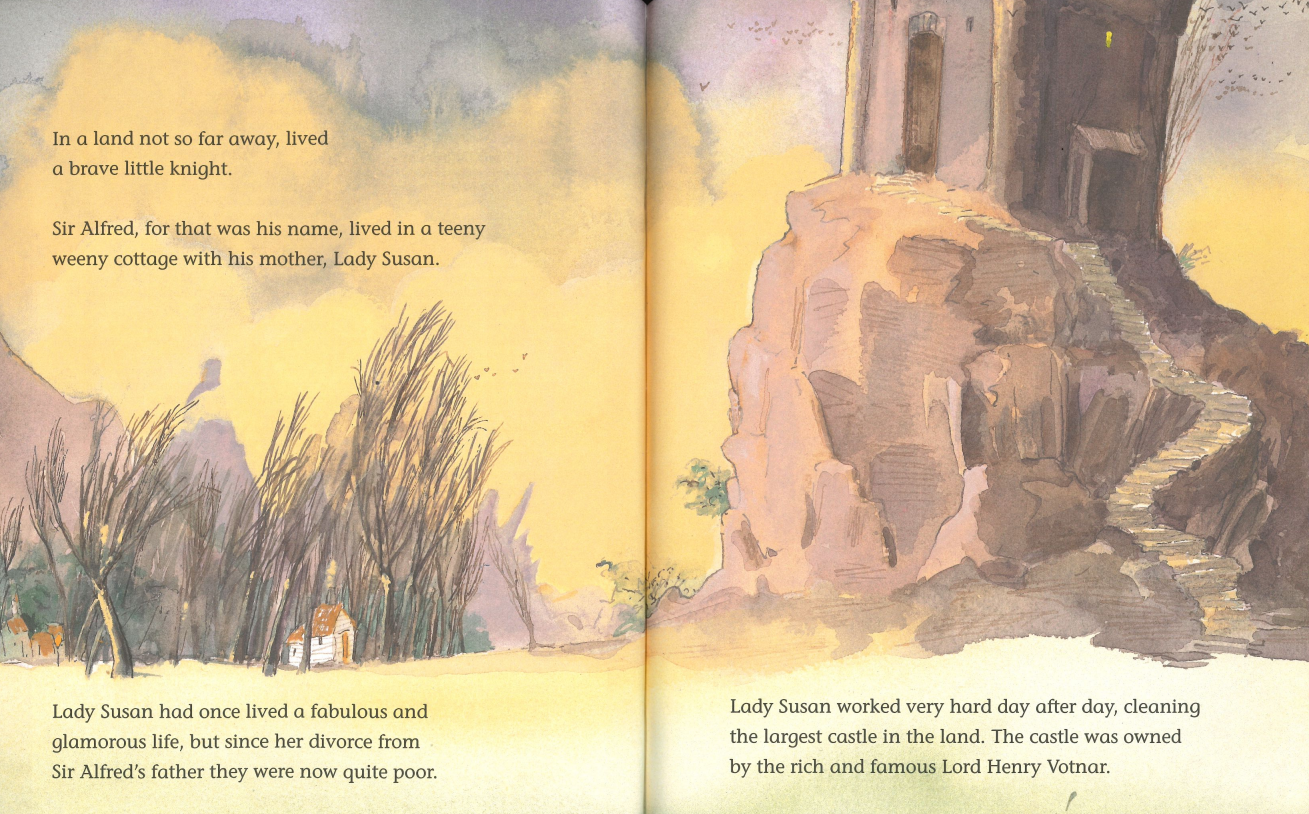 In a land not so far away, lived
a brave little knight.
Sir Alfred, for that was his name, lived in a teeny
weeny cottage with his mother, Lady Susan.
Lady Susan had once lived a fabulous and
glamorous life, but since her divorce from
Sir Alfred's father they were now quite poor.
Lady Susan worked very hard day after day, cleaning
the largest castle in the land. The castle was owned
by the rich and famous Lord Henry Votnar.